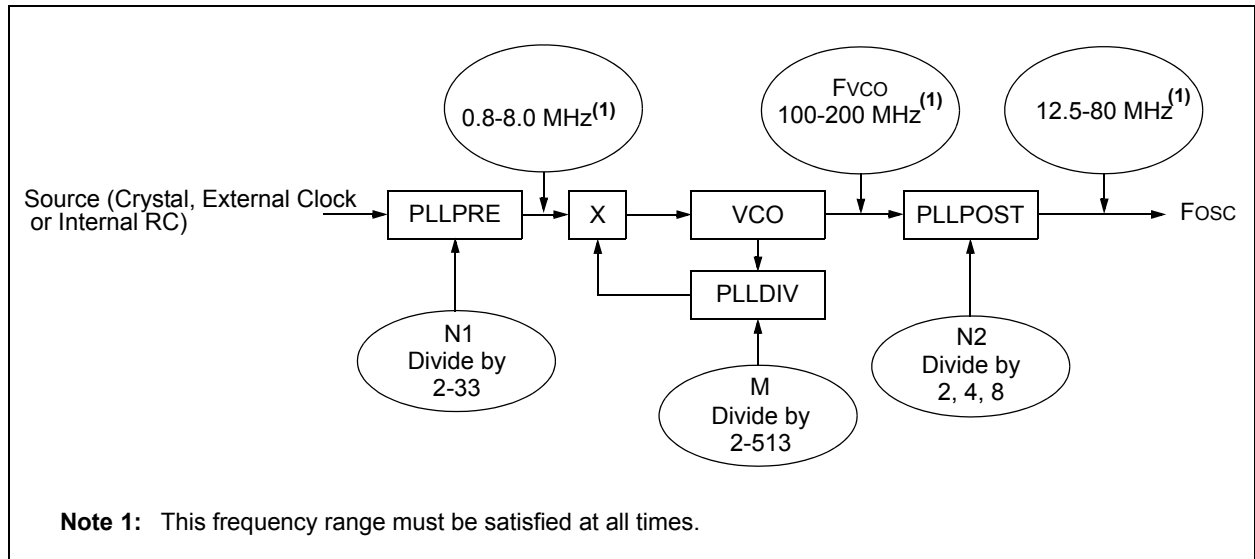 FVCO
0.8-8.0 MHz(1)
100-200 MHz(1)
12.5-80 MHz(1)
Source (Crystal, External Clock
or Internal RC)
PLLPRE
X
VCO
PLLPOST
FOSC
PLLDIV
N1
Divide by
2-33
M
Divide by
2-513
N2
Divide by
2, 4, 8
Note 1: This frequency range must be satisfied at all times.